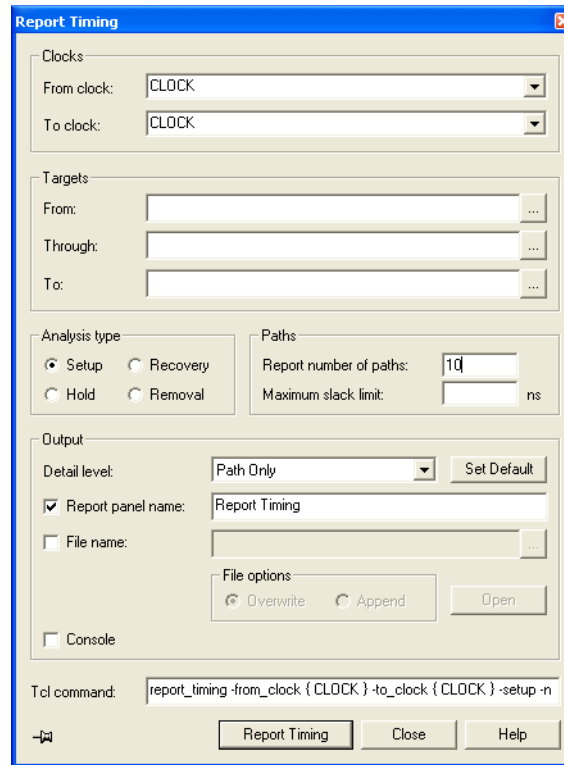 Report Timing
Clocks
From clock: CLOCK
To clock: CLOCK
Targets
From: ...
Through: ...
To: ...
Analysis type
Setup Recovery
Hold Removal
Paths
Report number of paths: 10
Maximum slack limit: ns
Output
Detail level: Path Only Set Default
Report panel name: Report Timing
File name: ...
File options
Overwrite Append Open
Console
Tcl command: report_timing -from_clock { CLOCK } -to_clock { CLOCK } -setup -n
Report Timing Close Help